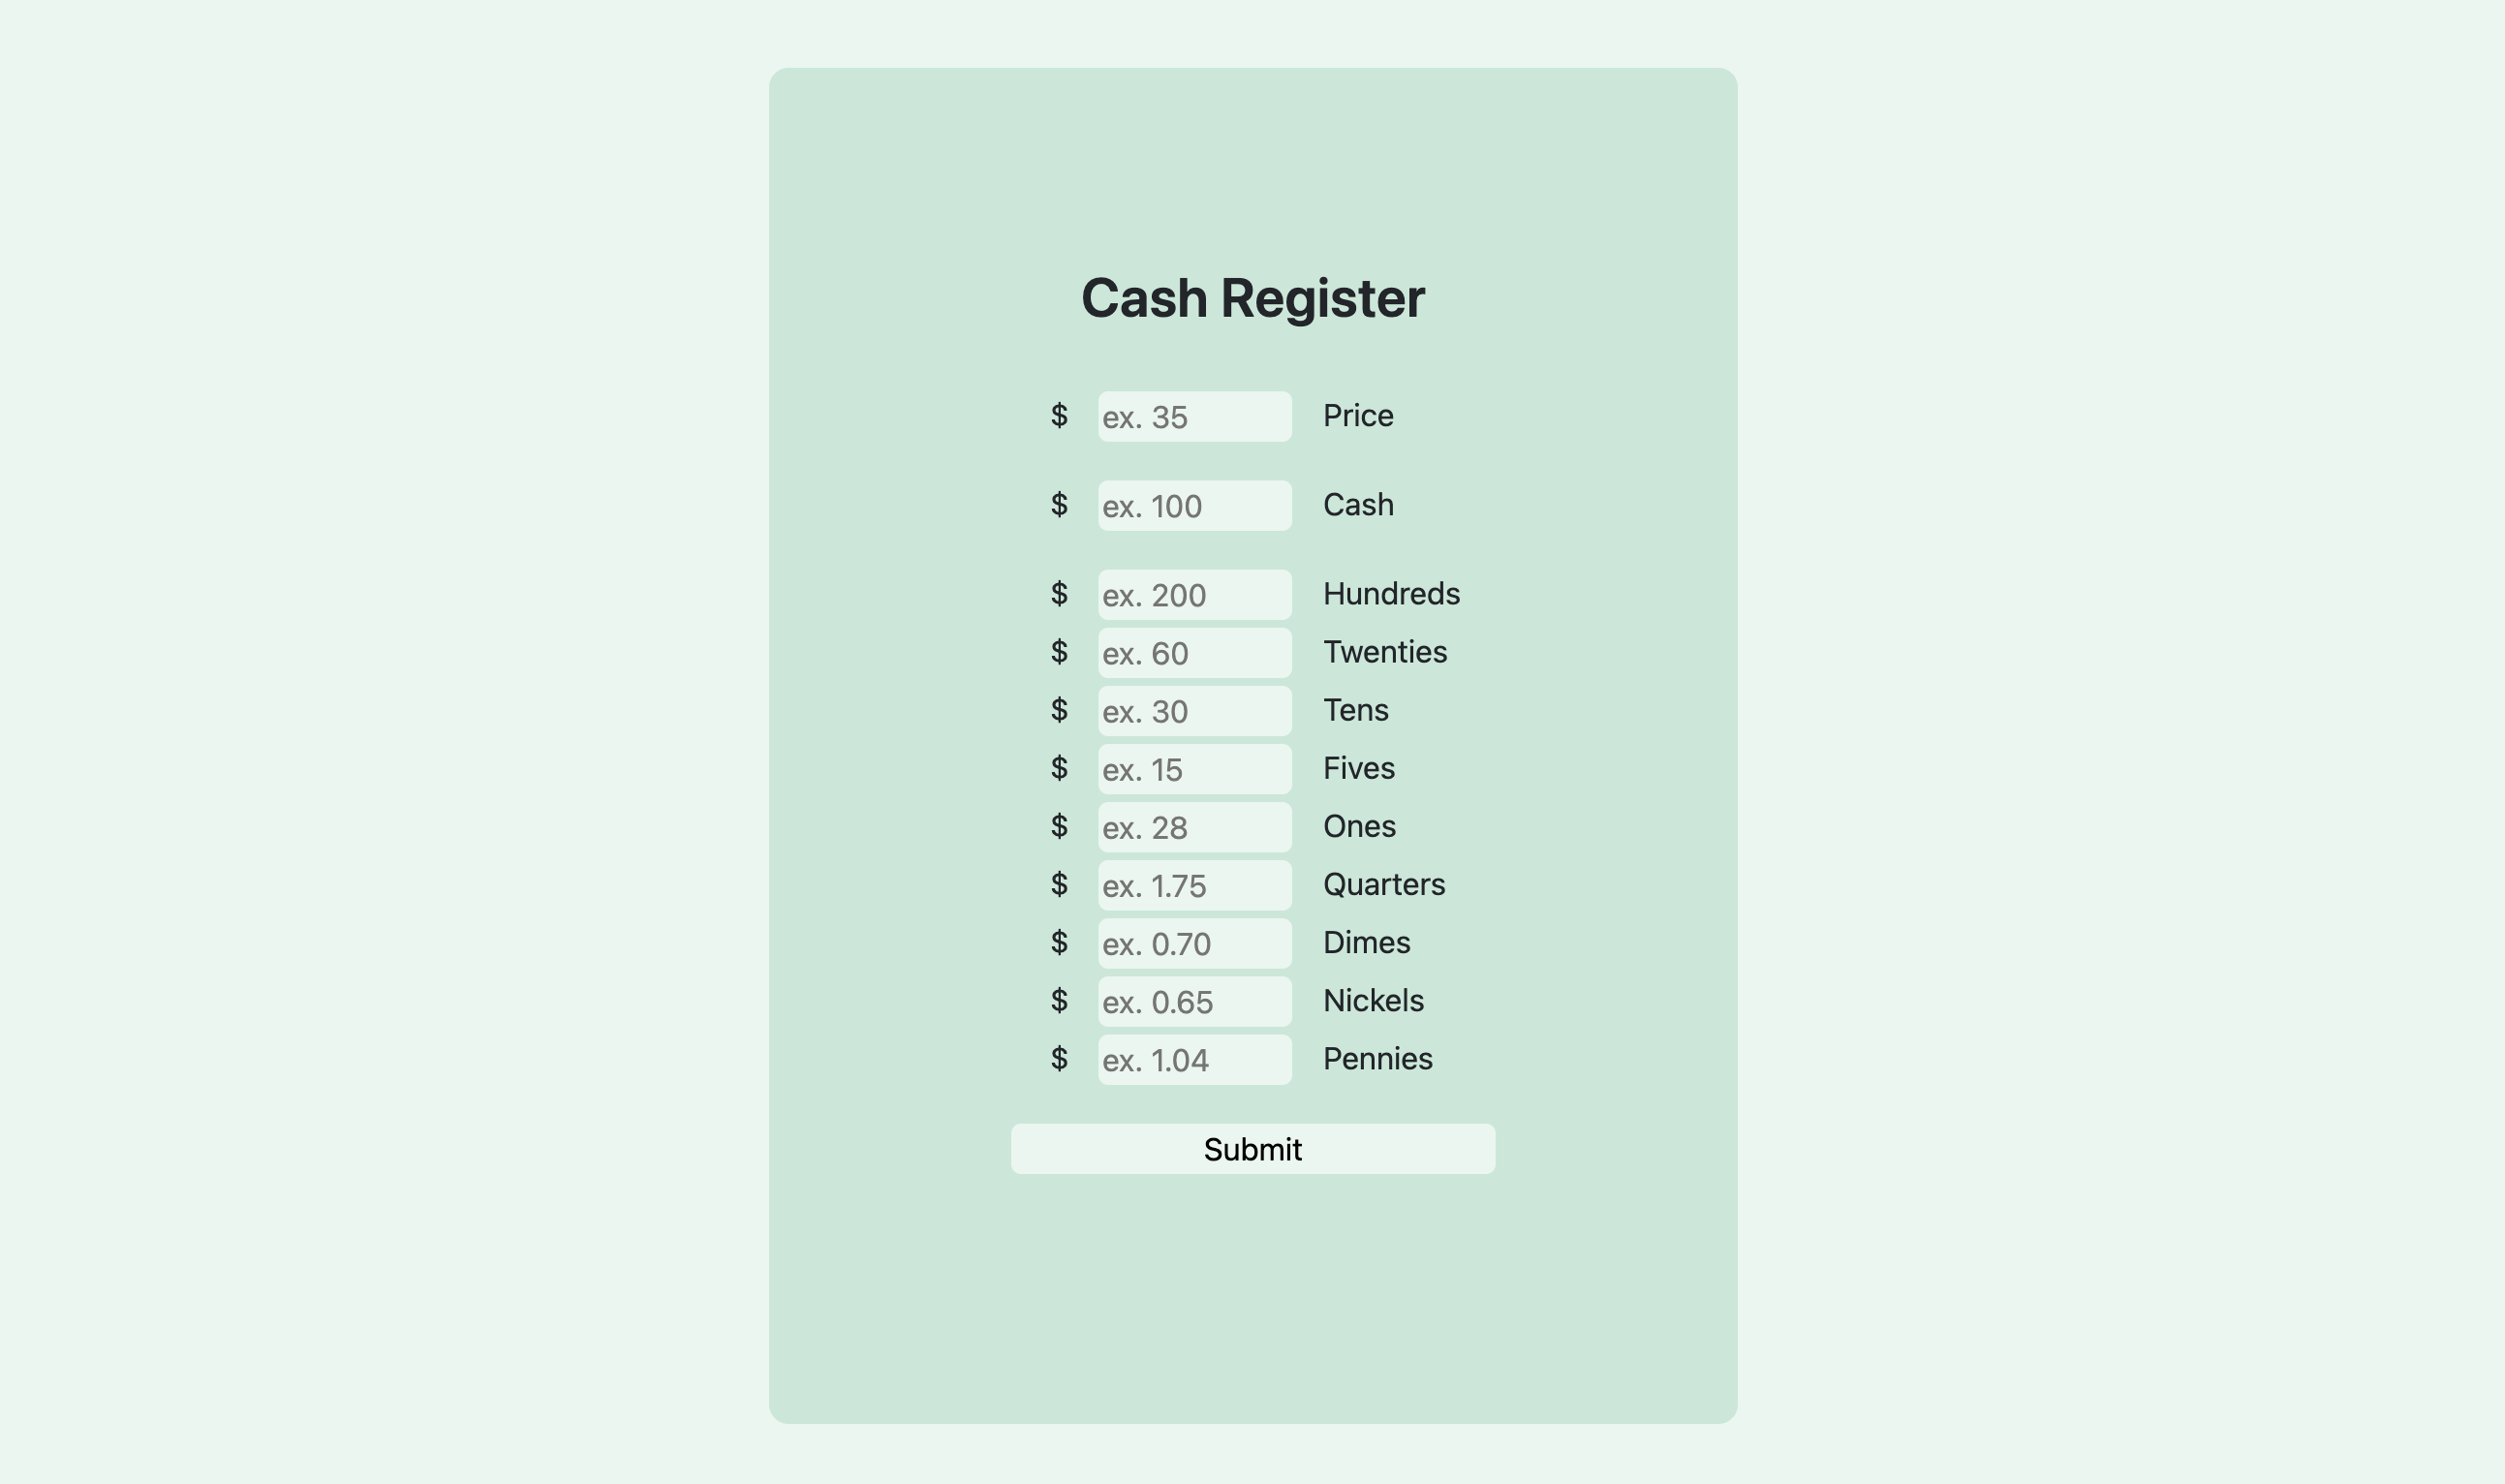 Cash Register
$ ex. 35 Price
$ ex. 100 Cash
$ ex. 200 Hundreds
$ ex. 60 Twenties
$ ex. 30 Tens
$ ex. 15 Fives
$ ex. 28 Ones
$ ex. 1.75 Quarters
$ ex. 0.70 Dimes
$ ex. 0.65 Nickels
$ ex. 1.04 Pennies
Submit